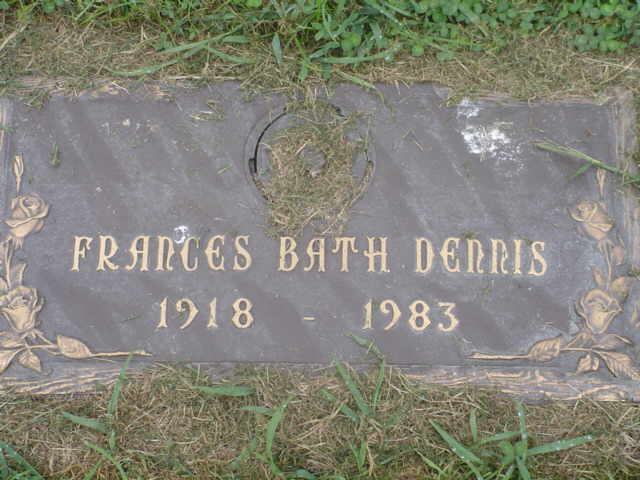 FRANCES BATH DENNIS
1918 - 1983